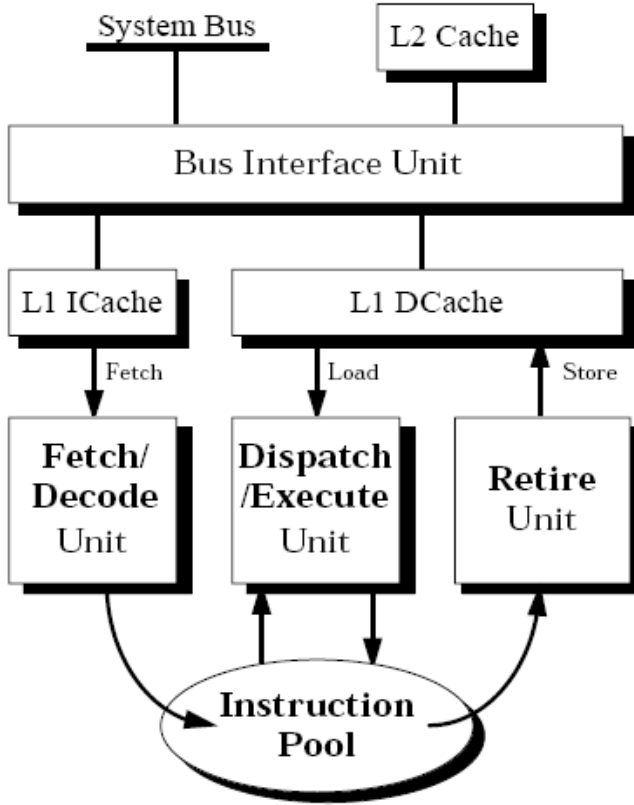 System Bus
L2 Cache
Bus Interface Unit
L1 ICache
L1 DCache
Fetch
Load
Store
Fetch/
Decode
Unit
Dispatch
/Execute
Unit
Retire
Unit
Instruction
Pool